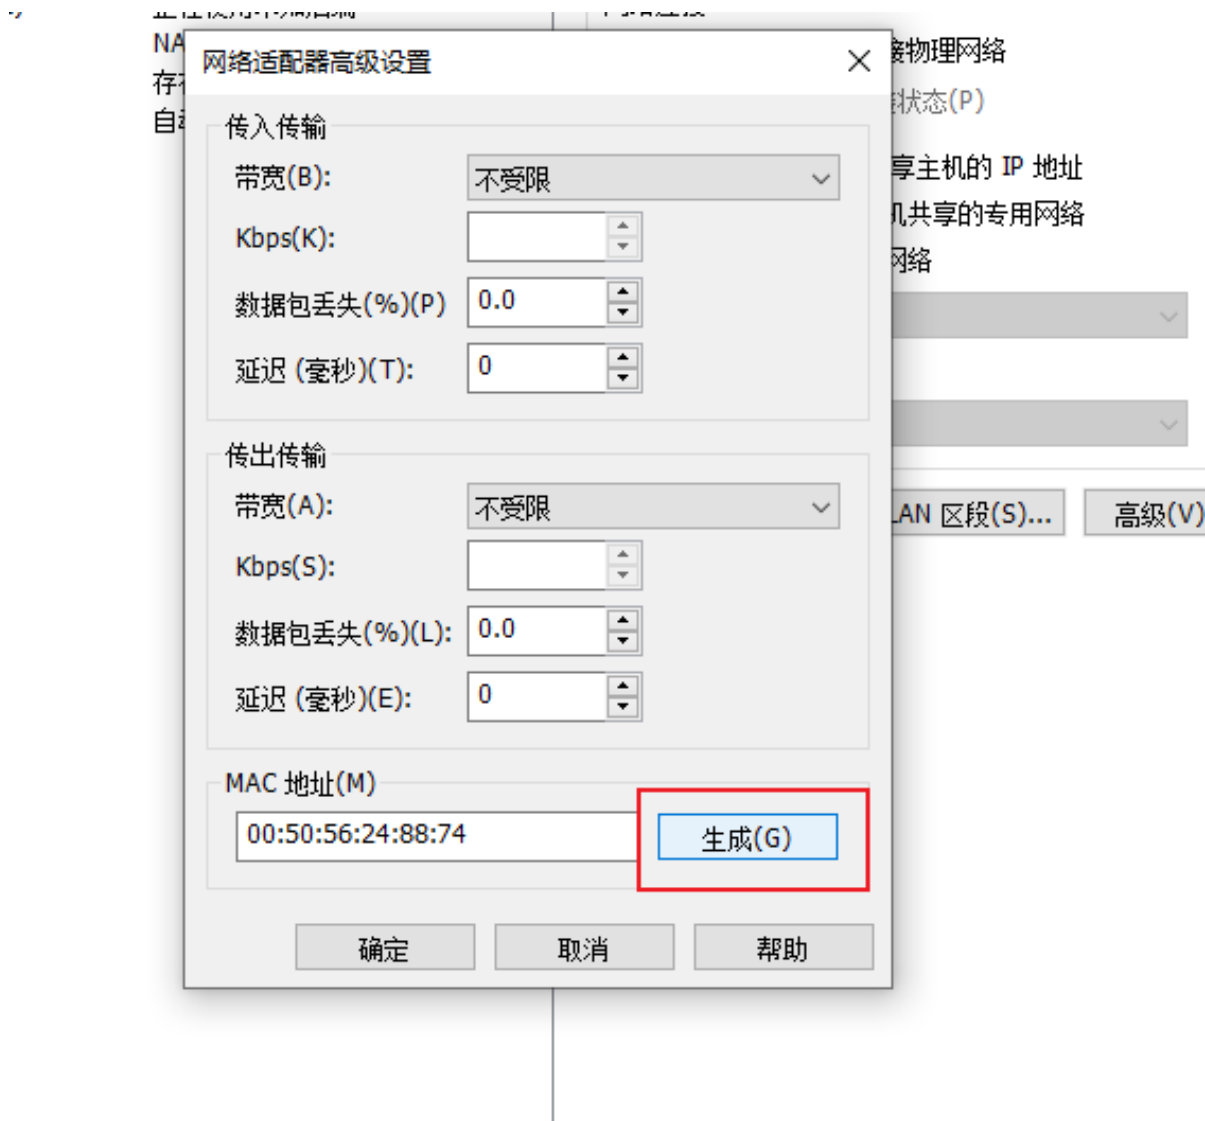 NA
网络适配器高级设置
接物理网络
状态(P)
传入传输
带宽(B):
不受限
享主机的 IP 地址
机共享的专用网络
Kbps(K):
网络
数据包丢失(%)(P)
0.0
延迟 (毫秒)(T):
0
传出传输
带宽(A):
不受限
LAN 区段(S)...
高级(V)
Kbps(S):
数据包丢失(%)(L):
0.0
延迟 (毫秒)(E):
0
MAC 地址(M)
00:50:56:24:88:74
生成(G)
确定
取消
帮助